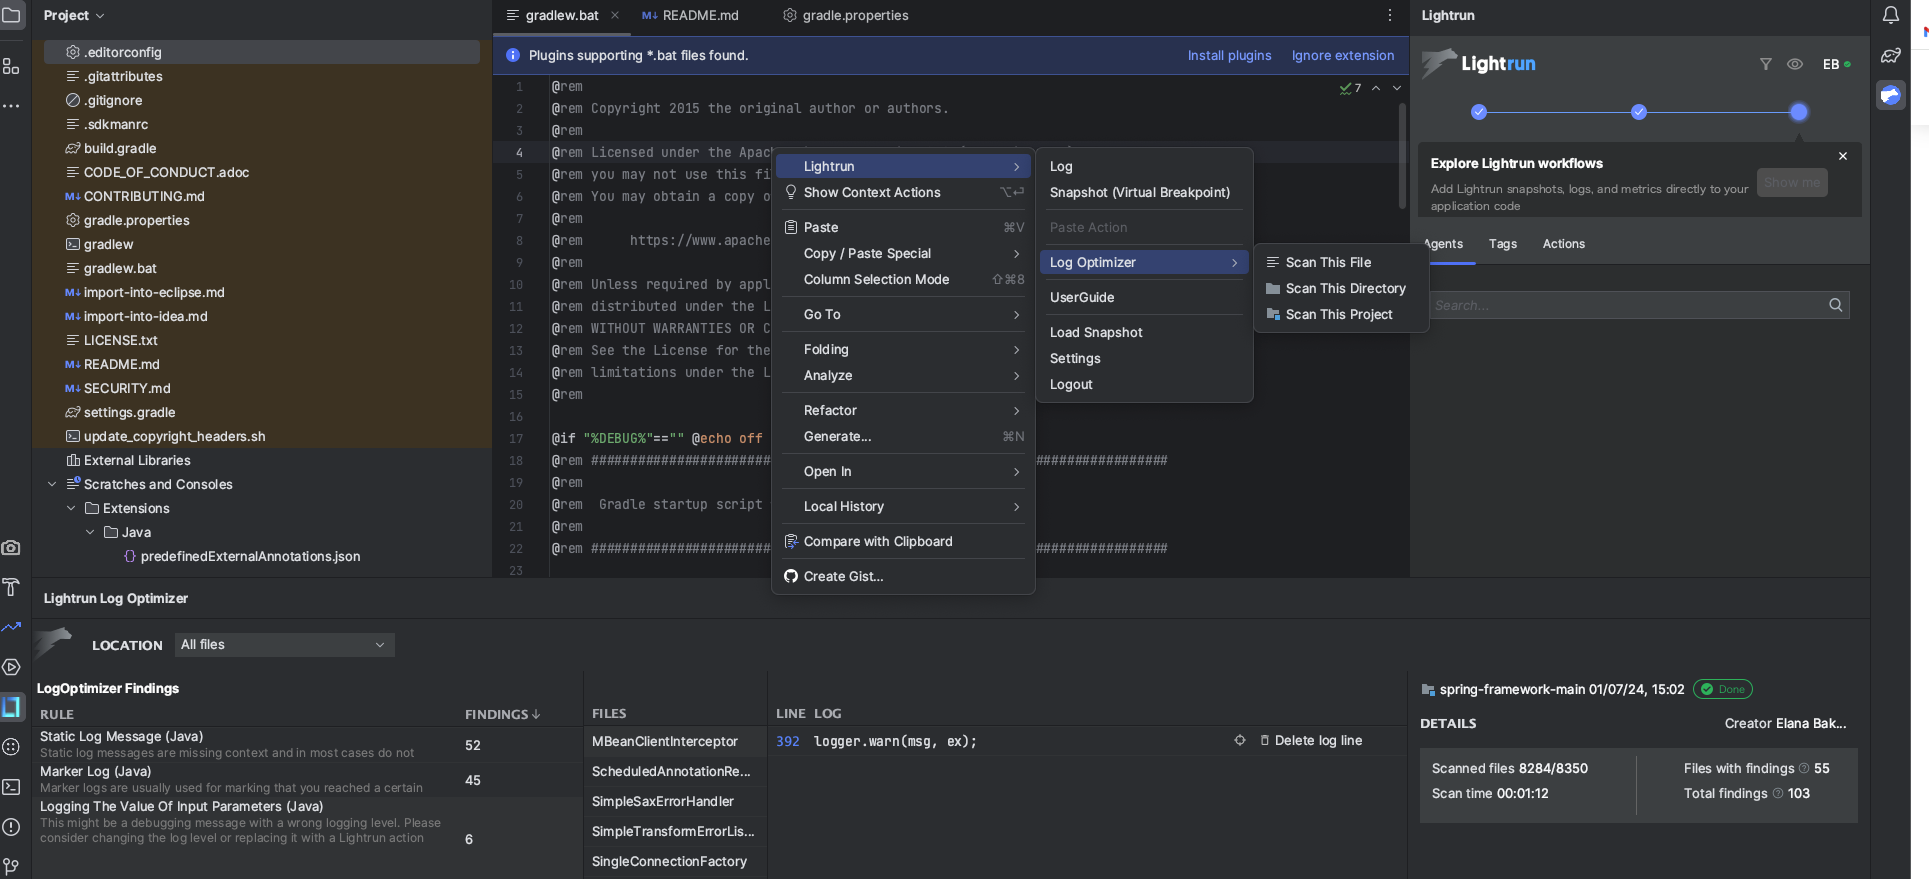 Project
.editorconfig
.gitattributes
.gitignore
.sdkmanrc
build.gradle
CODE_OF_CONDUCT.adoc
CONTRIBUTING.md
gradle.properties
gradlew
gradlew.bat
import-into-eclipse.md
import-into-idea.md
LICENSE.txt
README.md
SECURITY.md
settings.gradle
update_copyright_headers.sh
External Libraries
Scratches and Consoles
Extensions
Java
predefinedExternalAnnotations.json
gradlew.bat
M↓ README.md
gradle.properties
Plugins supporting *.bat files found.
Install plugins
Ignore extension
7
1 @rem
2 @rem Copyright 2015 the original author or authors.
3 @rem
4 @rem Licensed under the Apac
5 @rem you may not use this fi
6 @rem You may obtain a copy o
7 @rem
8 @rem      https://www.apache
9 @rem
10 @rem Unless required by appl
11 @rem distributed under the L
12 @rem WITHOUT WARRANTIES OR C
13 @rem See the License for the
14 @rem limitations under the L
15 @rem
16
17 @if "%DEBUG%"=="" @echo off
18 @rem ##########################################################################
19 @rem
20 @rem  Gradle startup script
21 @rem
22 @rem ##########################################################################
23
Lightrun
Show Context Actions ⌥⏎
Paste ⌘V
Copy / Paste Special
Column Selection Mode ⇧⌘8
Go To
Folding
Analyze
Refactor
Generate... ⌘N
Open In
Local History
Compare with Clipboard
Create Gist...
Log
Snapshot (Virtual Breakpoint)
Paste Action
Log Optimizer
UserGuide
Load Snapshot
Settings
Logout
Scan This File
Scan This Directory
Scan This Project
Lightrun
Lightrun
EB
Explore Lightrun workflows
Add Lightrun snapshots, logs, and metrics directly to your
application code
Show me
Agents
Tags
Actions
Search...
Lightrun Log Optimizer
LOCATION
All files
LogOptimizer Findings
RULE
FINDINGS
Static Log Message (Java)
Static log messages are missing context and in most cases do not
52
Marker Log (Java)
Marker logs are usually used for marking that you reached a certain
45
Logging The Value Of Input Parameters (Java)
This might be a debugging message with a wrong logging level. Please
consider changing the log level or replacing it with a Lightrun action
6
FILES
MBeanClientInterceptor
ScheduledAnnotationRe...
SimpleSaxErrorHandler
SimpleTransformErrorLis...
SingleConnectionFactory
LINE LOG
392 logger.warn(msg, ex);
Delete log line
spring-framework-main 01/07/24, 15:02
Done
DETAILS
Creator Elana Bak...
Scanned files 8284/8350
Scan time 00:01:12
Files with findings 55
Total findings 103